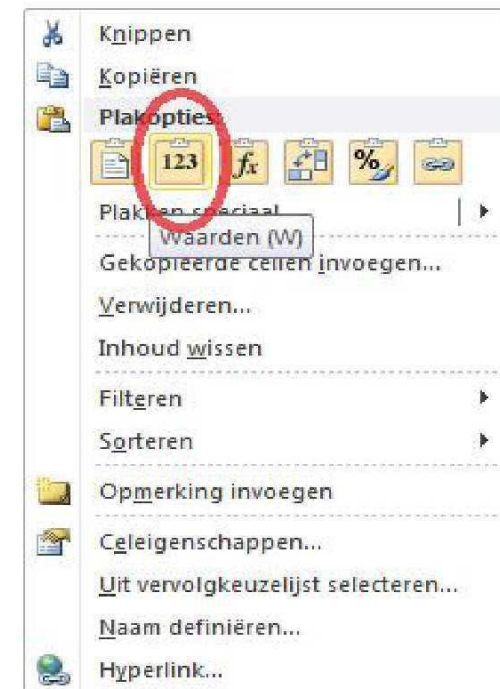 Knippen
Kopiëren
Plakopties:
123 fx %
Plakken speciaal
Waarden (W)
Gekopieerde cellen invoegen...
Verwijderen...
Inhoud wissen
Filteren
Sorteren
Opmerking invoegen
Celeigenschappen...
Uit vervolgkeuzelijst selecteren...
Naam definiëren...
Hyperlink...